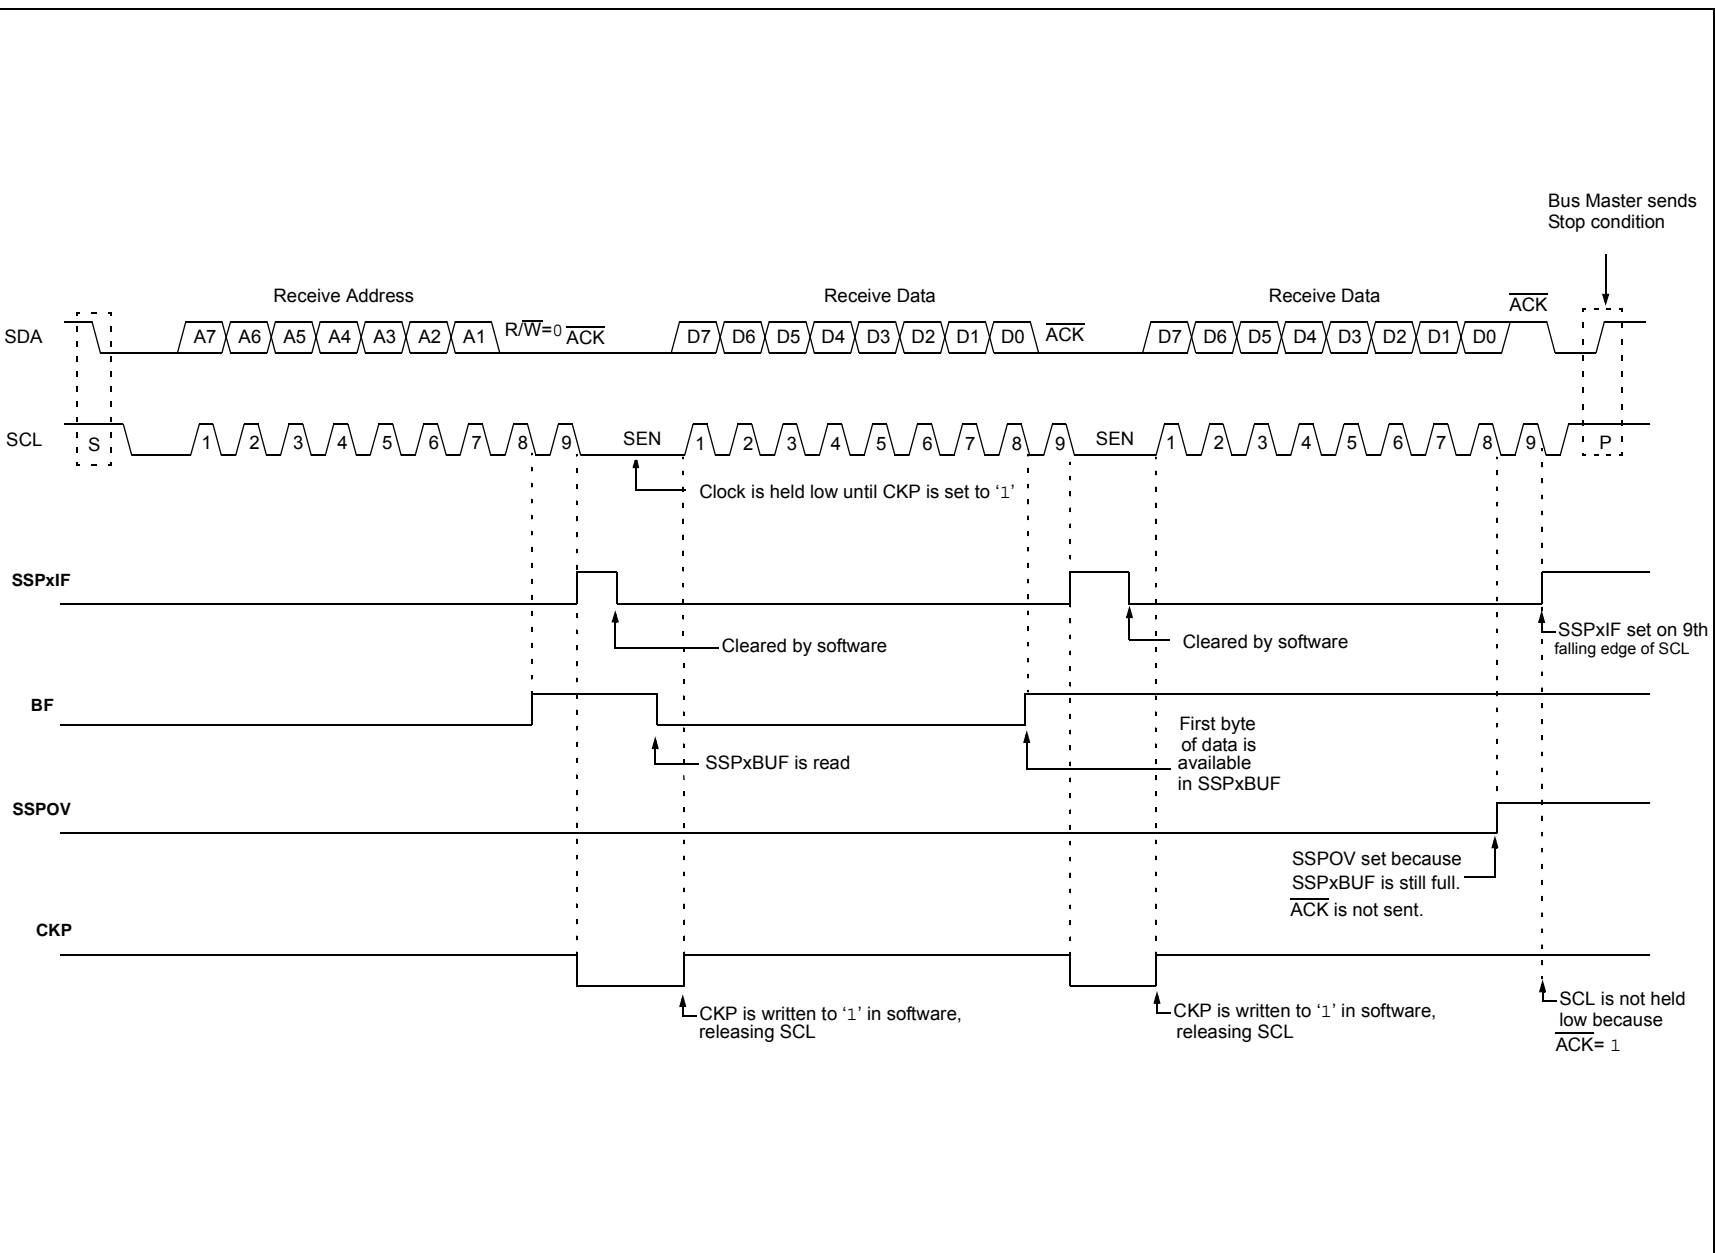 Bus Master sends
Stop condition
Receive Address
Receive Data
Receive Data
ACK
SDA
A7 A6 A5 A4 A3 A2 A1 R/W=0 ACK
D7 D6 D5 D4 D3 D2 D1 D0 ACK
D7 D6 D5 D4 D3 D2 D1 D0
SCL
S 1 2 3 4 5 6 7 8 9 SEN 1 2 3 4 5 6 7 8 9 SEN 1 2 3 4 5 6 7 8 9 P
Clock is held low until CKP is set to ‘1’
SSPxIF
Cleared by software
Cleared by software
SSPxIF set on 9th
falling edge of SCL
BF
SSPxBUF is read
First byte
of data is
available
in SSPxBUF
SSPOV
SSPOV set because
SSPxBUF is still full.
ACK is not sent.
CKP
CKP is written to ‘1’ in software,
releasing SCL
CKP is written to ‘1’ in software,
releasing SCL
SCL is not held
low because
ACK= 1